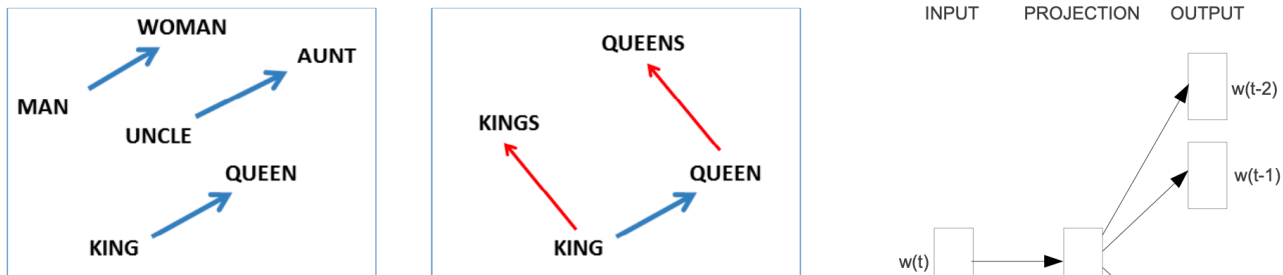 WOMAN
AUNT
MAN
UNCLE
QUEEN
KING
QUEENS
KINGS
QUEEN
KING
INPUT PROJECTION OUTPUT
w(t-2)
w(t-1)
w(t)